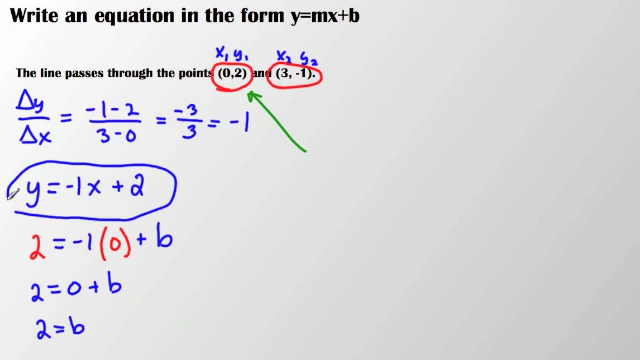 Write an equation in the form y=mx+b
x₁ y₁ x₂ y₂
The line passes through the points (0,2) and (3, -1).
Δy/Δx = (-1-2)/(3-0) = -3/3 = -1
y = -1x + 2
2 = -1(0) + b
2 = 0 + b
2 = b